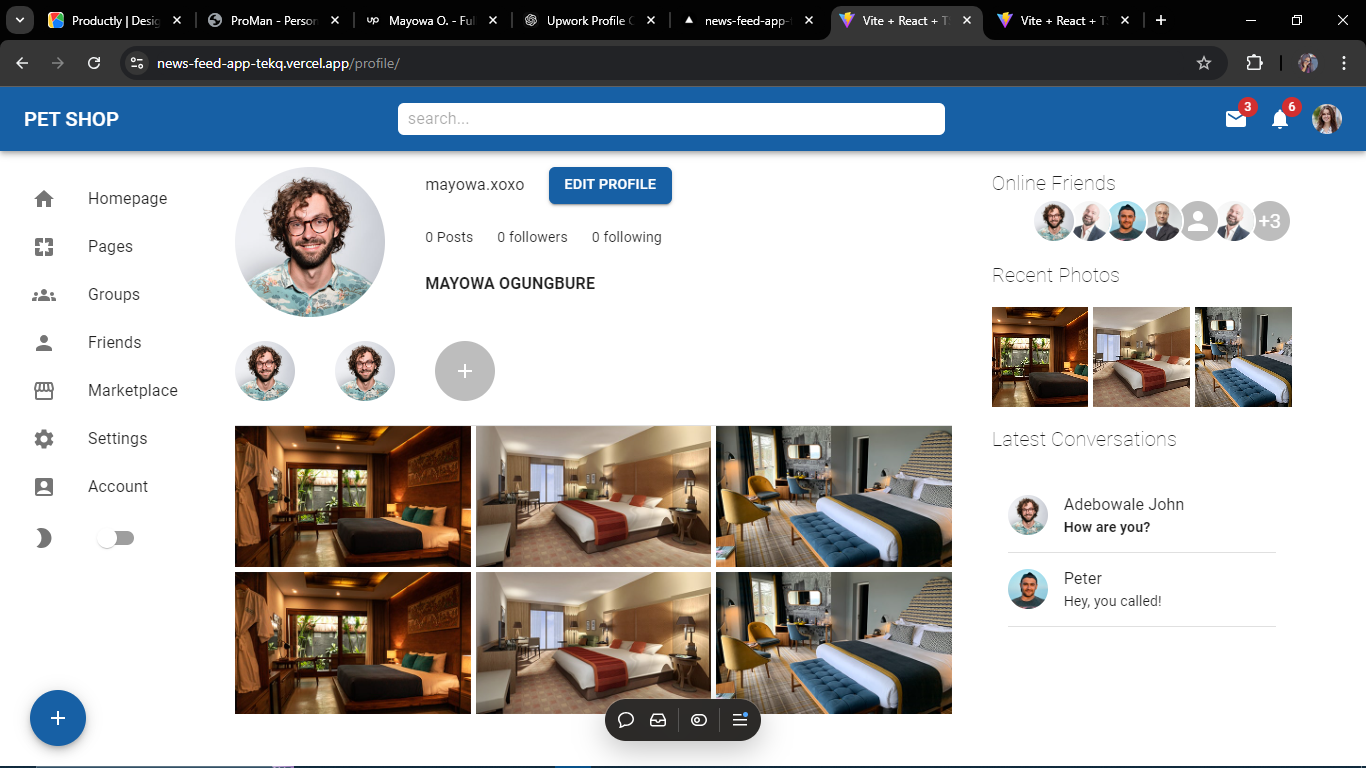 Productly | Desig
ProMan - Person
Mayowa O. - Ful
Upwork Profile C
news-feed-app-
Vite + React + T
Vite + React + T
news-feed-app-tekq.vercel.app/profile/
PET SHOP
search...
3
6
Homepage
Pages
Groups
Friends
Marketplace
Settings
Account
mayowa.xoxo
EDIT PROFILE
0 Posts 0 followers 0 following
MAYOWA OGUNGBURE
Online Friends
+3
Recent Photos
Latest Conversations
Adebowale John
How are you?
Peter
Hey, you called!